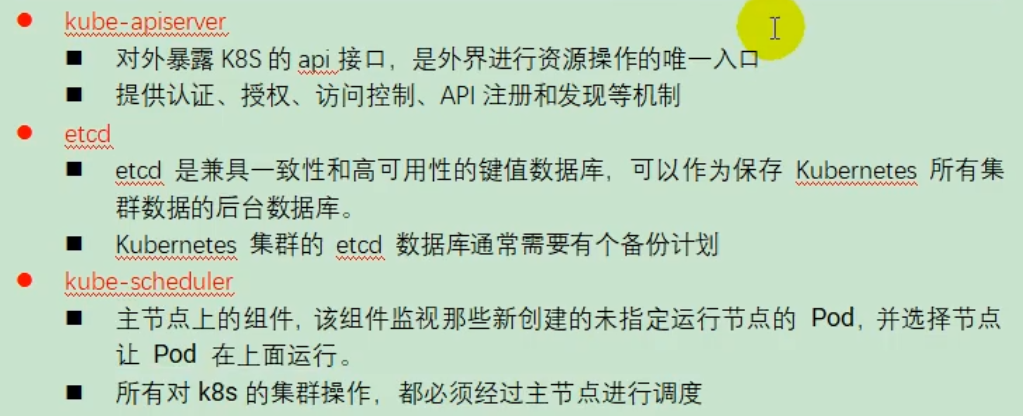 kube-apiserver
对外暴露 K8S 的 api 接口，是外界进行资源操作的唯一入口
提供认证、授权、访问控制、API 注册和发现等机制
etcd
etcd 是兼具一致性和高可用性的键值数据库，可以作为保存 Kubernetes 所有集
群数据的后台数据库。
Kubernetes 集群的 etcd 数据库通常需要有个备份计划
kube-scheduler
主节点上的组件，该组件监视那些新创建的未指定运行节点的 Pod，并选择节点
让 Pod 在上面运行。
所有对 k8s 的集群操作，都必须经过主节点进行调度